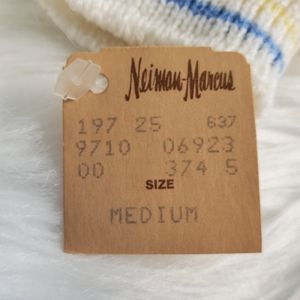 Neiman-Marcus
197 25 637
9710 06923
00 374 5
SIZE
MEDIUM